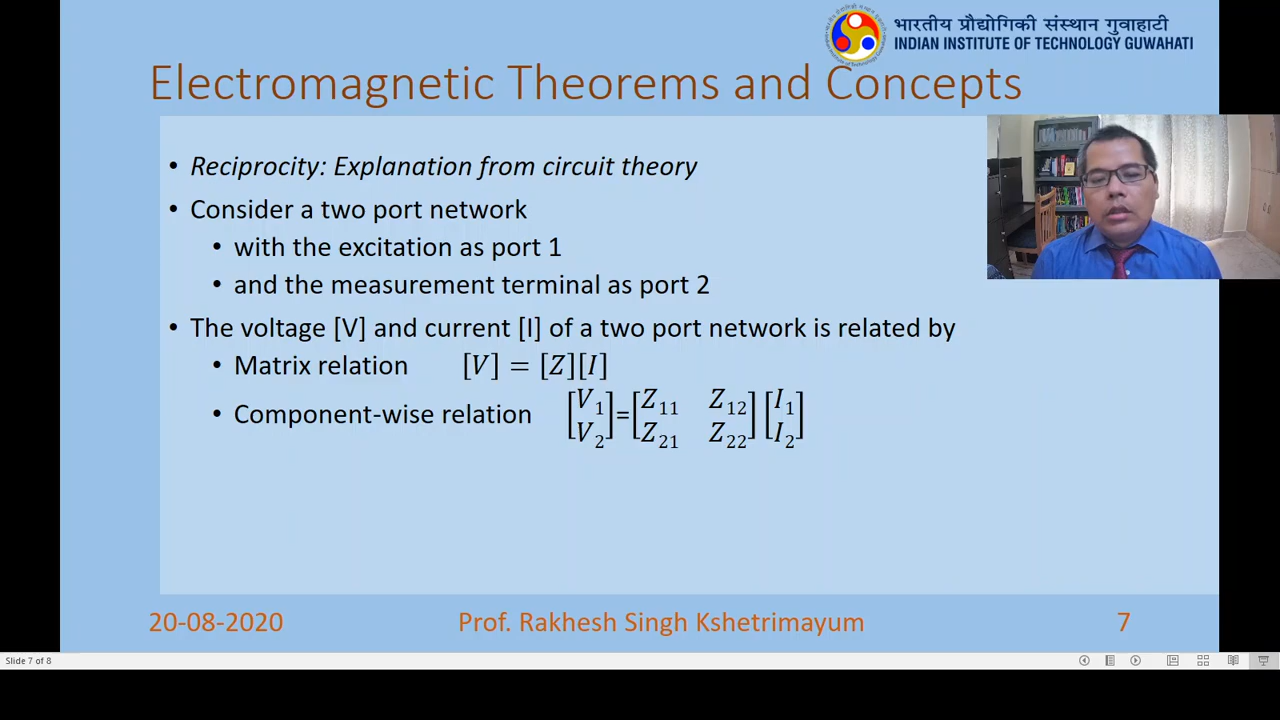 भारतीय प्रौद्योगिकी संस्थान गुवाहाटी
INDIAN INSTITUTE OF TECHNOLOGY GUWAHATI
Electromagnetic Theorems and Concepts
• Reciprocity: Explanation from circuit theory
• Consider a two port network
• with the excitation as port 1
• and the measurement terminal as port 2
• The voltage [V] and current [I] of a two port network is related by
• Matrix relation [V] = [Z][I]
• Component-wise relation [V₁ V₂]=[Z₁₁ Z₁₂ Z₂₁ Z₂₂][I₁ I₂]
20-08-2020 Prof. Rakhesh Singh Kshetrimayum 7
Slide 7 of 8